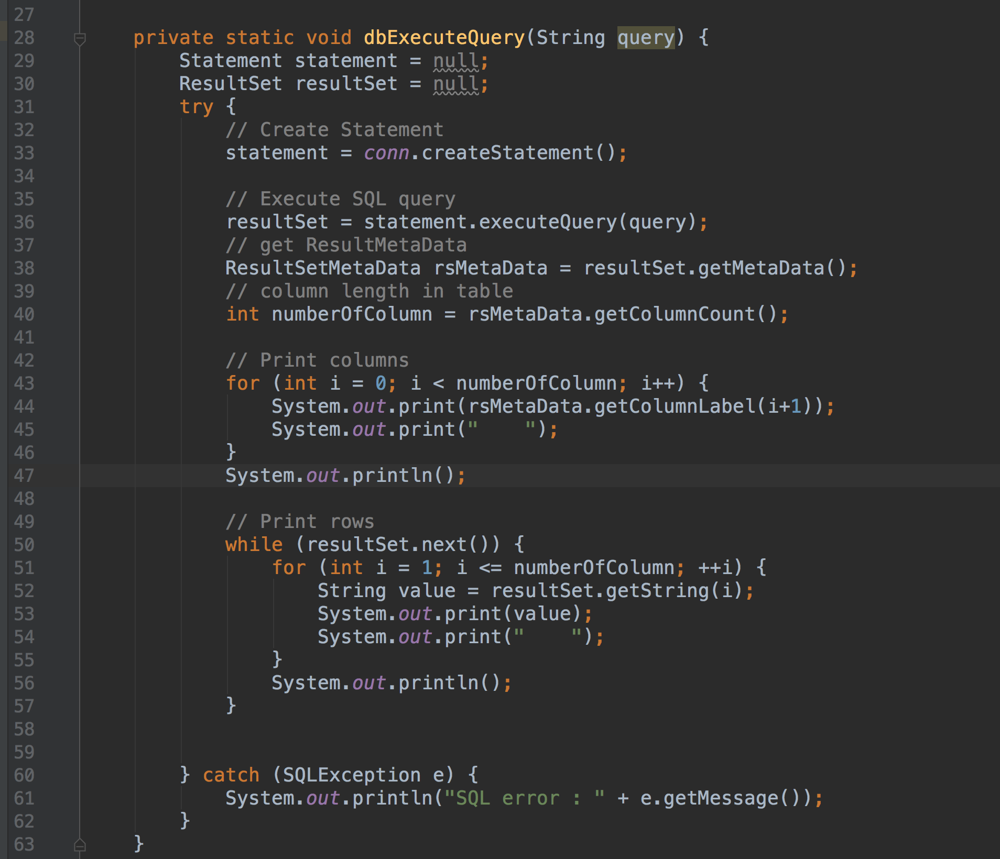 27
28 private static void dbExecuteQuery(String query) {
29 Statement statement = null;
30 ResultSet resultSet = null;
31 try {
32 // Create Statement
33 statement = conn.createStatement();
34
35 // Execute SQL query
36 resultSet = statement.executeQuery(query);
37 // get ResultMetaData
38 ResultSetMetaData rsMetaData = resultSet.getMetaData();
39 // column length in table
40 int numberOfColumn = rsMetaData.getColumnCount();
41
42 // Print columns
43 for (int i = 0; i < numberOfColumn; i++) {
44 System.out.print(rsMetaData.getColumnLabel(i+1));
45 System.out.print("    ");
46 }
47 System.out.println();
48
49 // Print rows
50 while (resultSet.next()) {
51 for (int i = 1; i <= numberOfColumn; ++i) {
52 String value = resultSet.getString(i);
53 System.out.print(value);
54 System.out.print("    ");
55 }
56 System.out.println();
57 }
58
59
60 } catch (SQLException e) {
61 System.out.println("SQL error : " + e.getMessage());
62 }
63 }